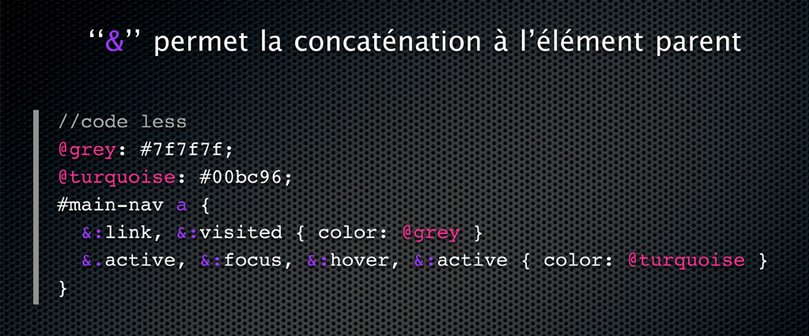 “&” permet la concaténation à l’élément parent
//code less
@grey: #7f7f7f;
@turquoise: #00bc96;
#main-nav a {
&:link, &:visited { color: @grey }
&.active, &:focus, &:hover, &:active { color: @turquoise }
}